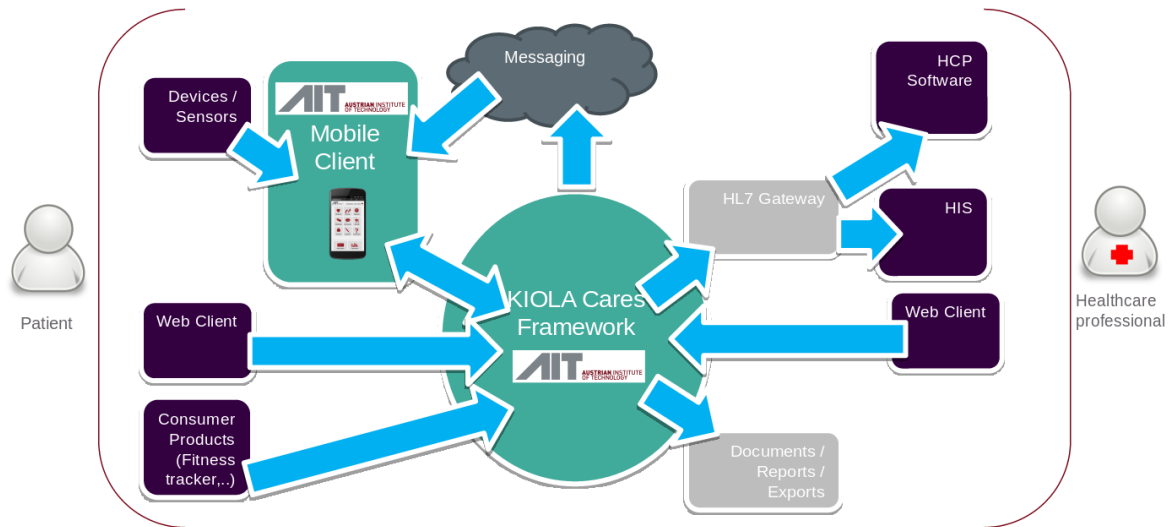 Messaging
HCP
Software
Devices /
Sensors
AIT
AUSTRIAN INSTITUTE
OF TECHNOLOGY
Mobile
Client
HL7 Gateway
HIS
Patient
Web Client
KIOLA Cares
Framework
AIT
AUSTRIAN INSTITUTE
OF TECHNOLOGY
Web Client
Healthcare
professional
Consumer
Products
(Fitness
tracker,..)
Documents /
Reports /
Exports